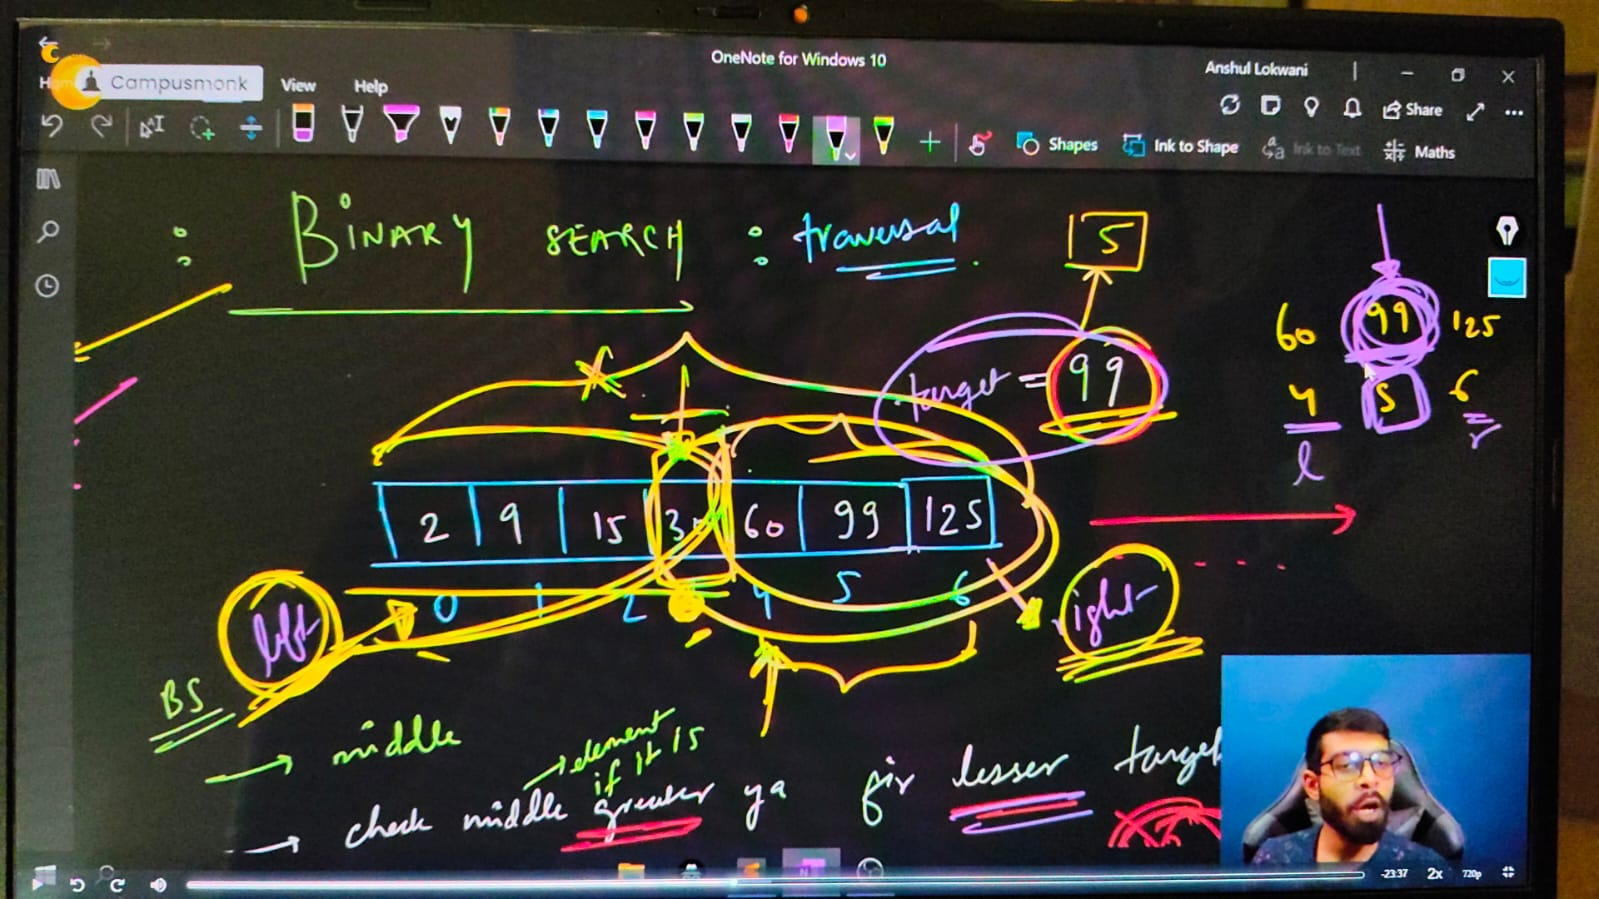 OneNote for Windows 10
Anshul Lokwani
Campusmonk
View
Help
Share
Shapes
Ink to Shape
Ink to Text
Maths
: BINARY SEARCH : traversal
5
target = 99
60 99 125
4 5 6
l r
2 9 15 30 60 99 125
0 1 2 4 5 6
left
right
BS
→ middle
→ element
if it is
→ check middle greater ya fir lesser target
-23:37
2x
720p